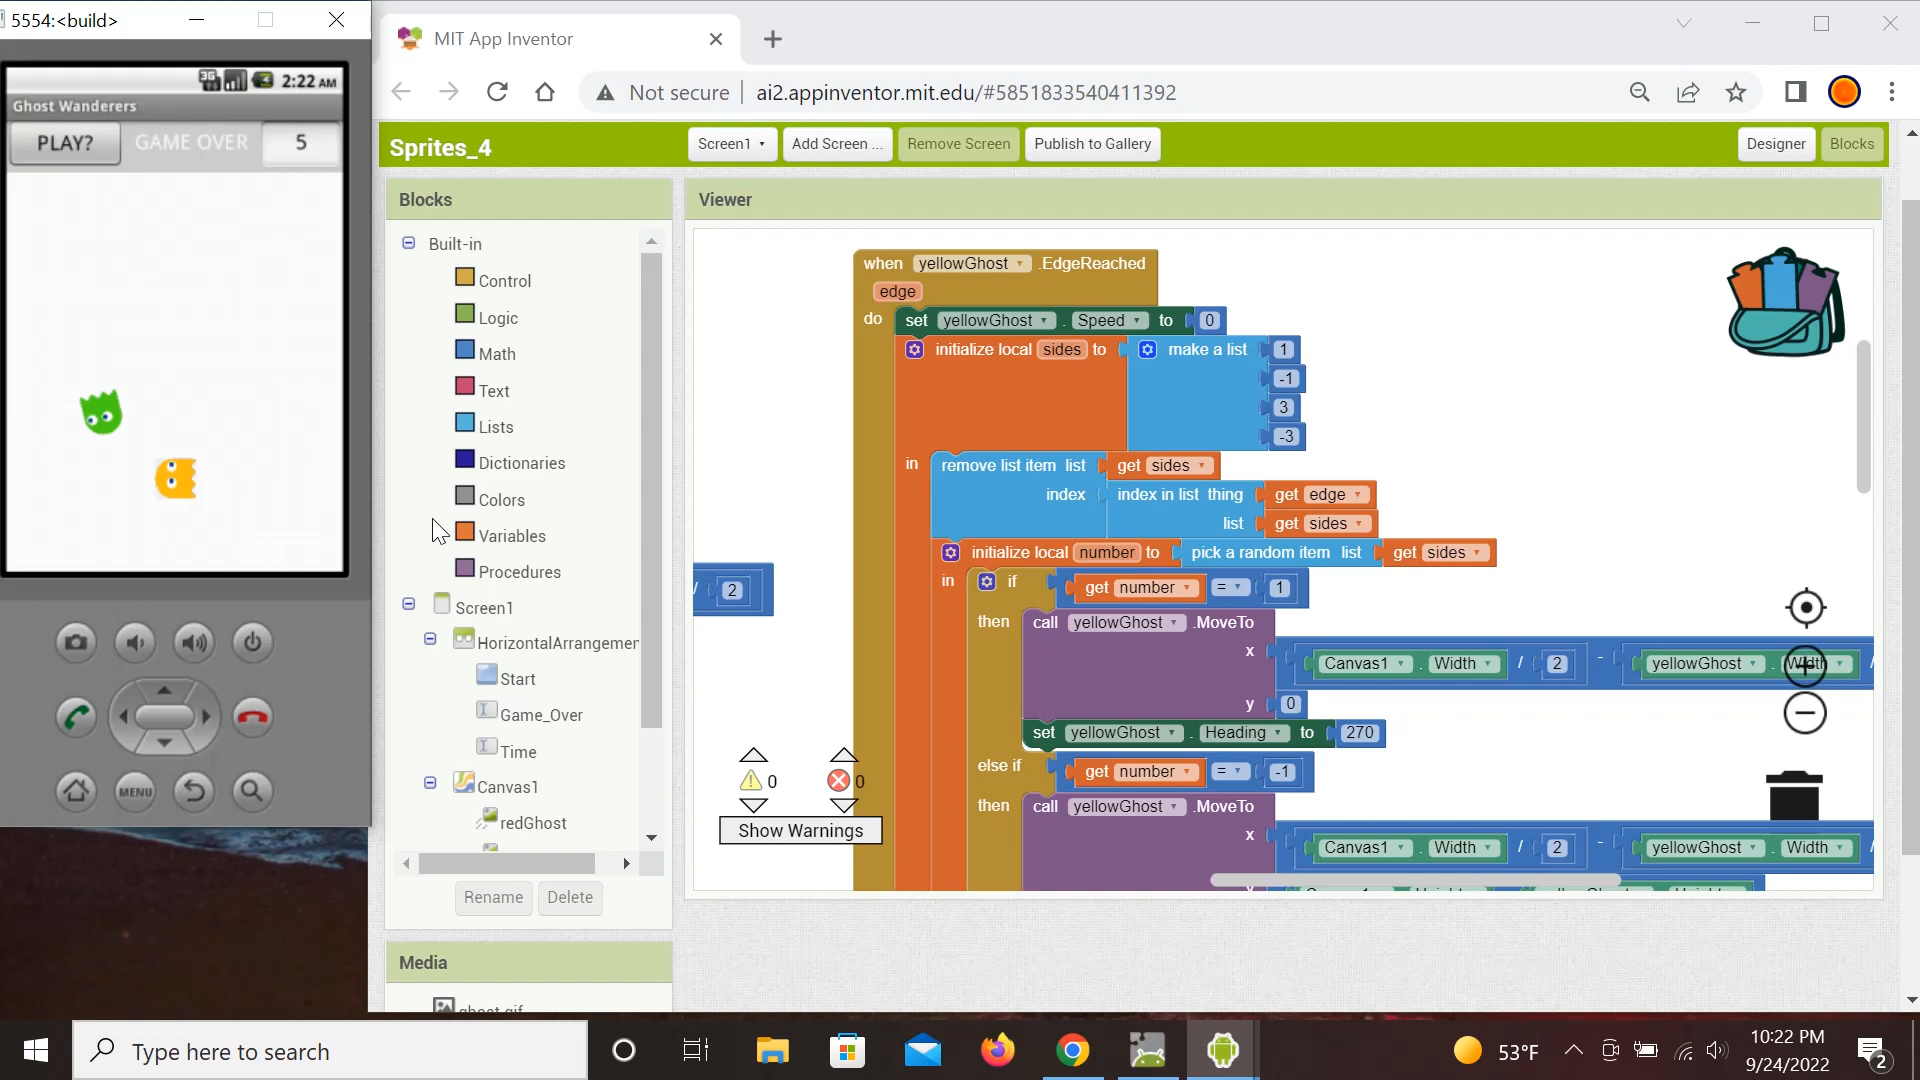 5554:<build>
3G 2:22 AM
Ghost Wanderers
PLAY? GAME OVER 5
MENU
MIT App Inventor
Not secure | ai2.appinventor.mit.edu/#5851833540411392
Sprites_4
Screen1 Add Screen ... Remove Screen Publish to Gallery Designer Blocks
Blocks
Built-in
Control
Logic
Math
Text
Lists
Dictionaries
Colors
Variables
Procedures
Screen1
HorizontalArrangemer
Start
Game_Over
Time
Canvas1
redGhost
Rename Delete
Media
ghost.gif
Viewer
/ 2
when yellowGhost .EdgeReached
edge
do set yellowGhost . Speed to 0
initialize local sides to make a list 1
-1
3
-3
in remove list item list get sides
index index in list thing get edge
list get sides
initialize local number to pick a random item list get sides
in if get number = 1
then call yellowGhost .MoveTo
x Canvas1 . Width / 2 - yellowGhost . Width /
y 0
set yellowGhost . Heading to 270
else if get number = -1
then call yellowGhost .MoveTo
x Canvas1 . Width / 2 - yellowGhost . Width /
y
0 0
Show Warnings
Type here to search
53°F
10:22 PM
9/24/2022
2